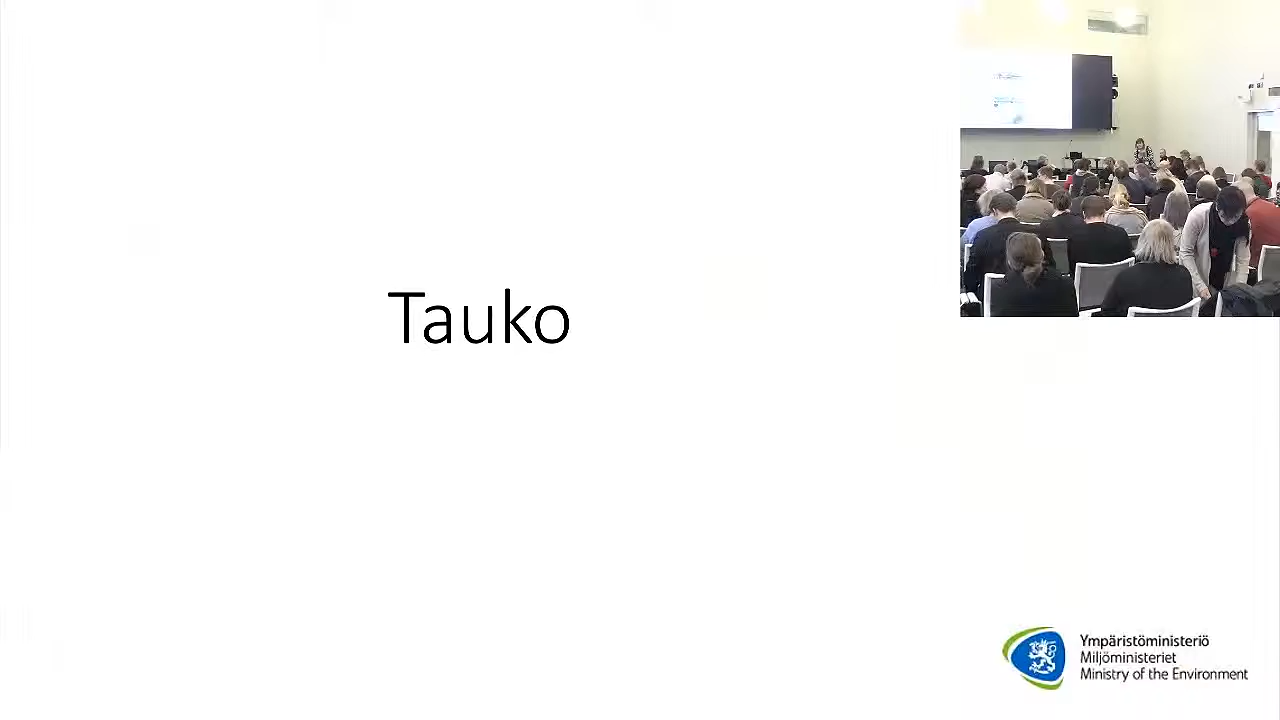 Tauko
Ympäristöministeriö
Miljöministeriet
Ministry of the Environment